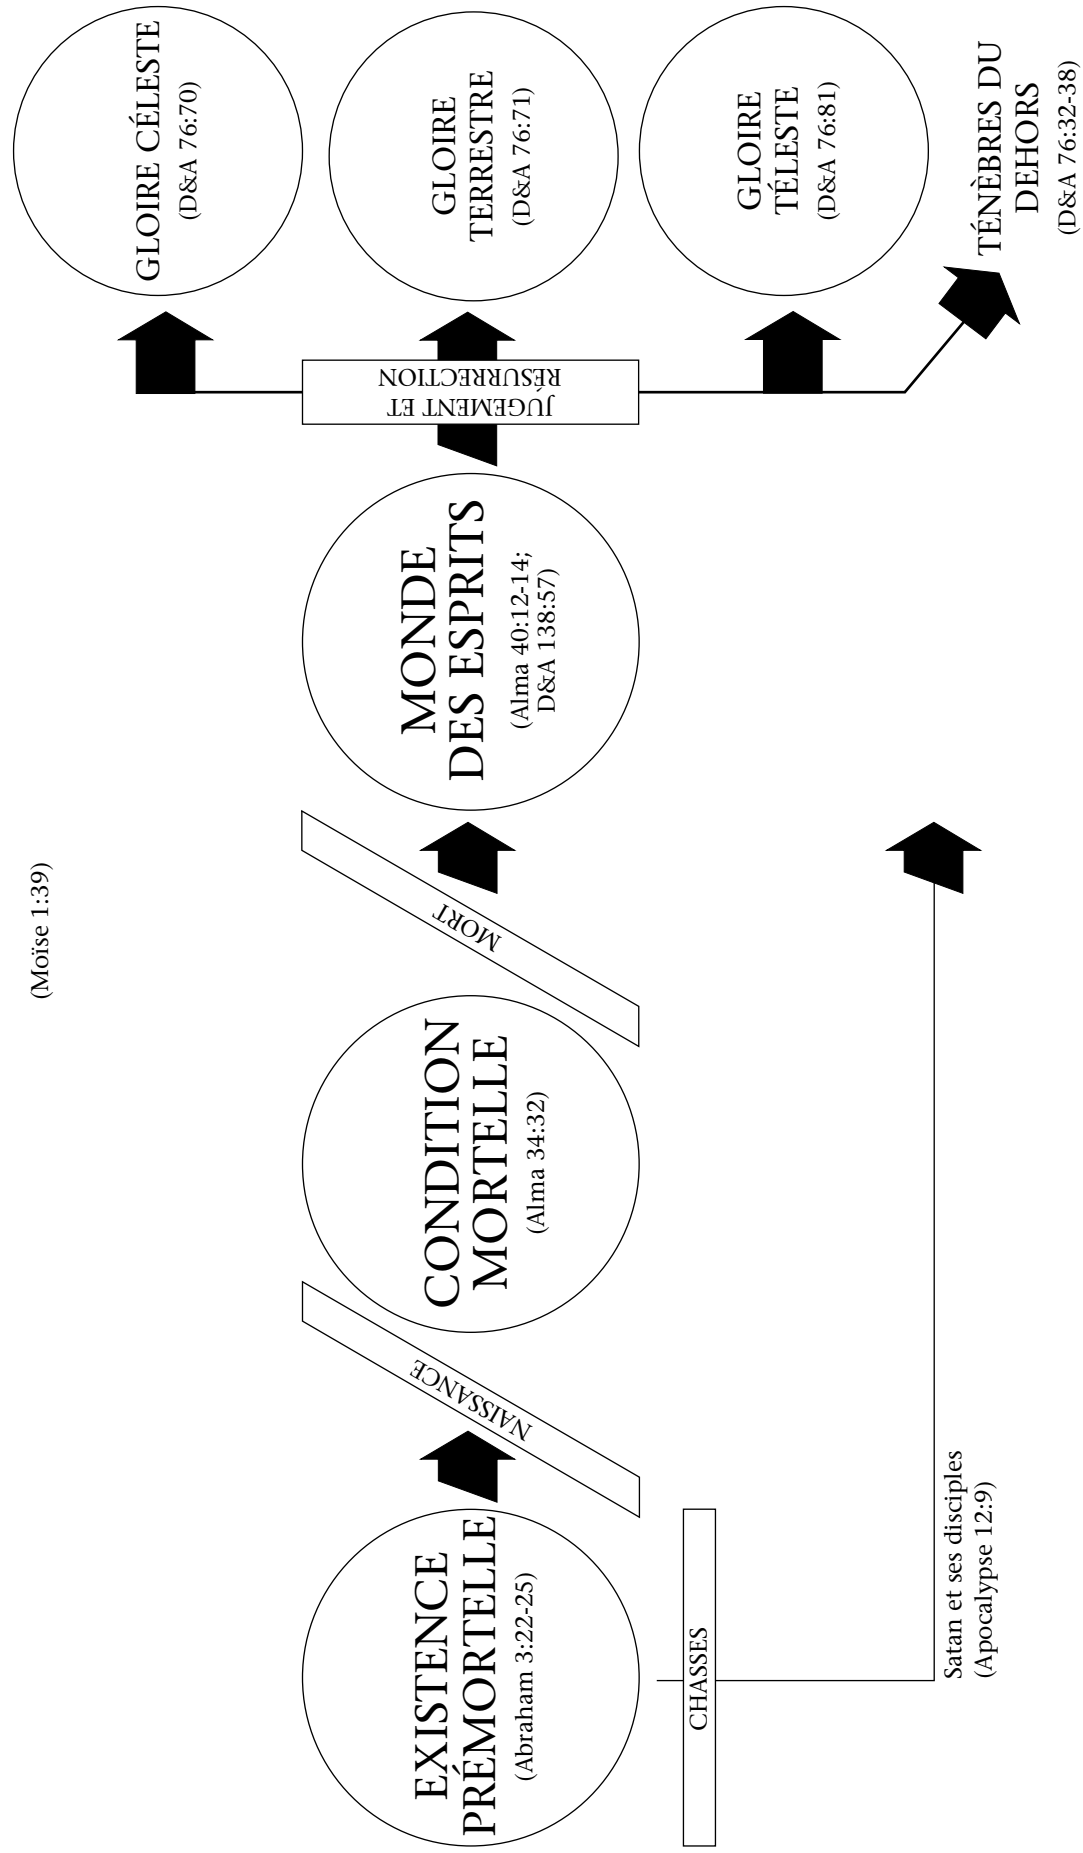 (Moïse 1:39)
EXISTENCE
PRÉMORTELLE
(Abraham 3:22-25)
NAISSANCE
CONDITION
MORTELLE
(Alma 34:32)
MORT
MONDE
DES ESPRITS
(Alma 40:12-14;
D&A 138:57)
JUGEMENT ET
RÉSURRECTION
GLOIRE CÉLESTE
(D&A 76:70)
GLOIRE
TERRESTRE
(D&A 76:71)
GLOIRE
TÉLESTE
(D&A 76:81)
TÉNÈBRES DU
DEHORS
(D&A 76:32-38)
CHASSES
Satan et ses disciples
(Apocalypse 12:9)